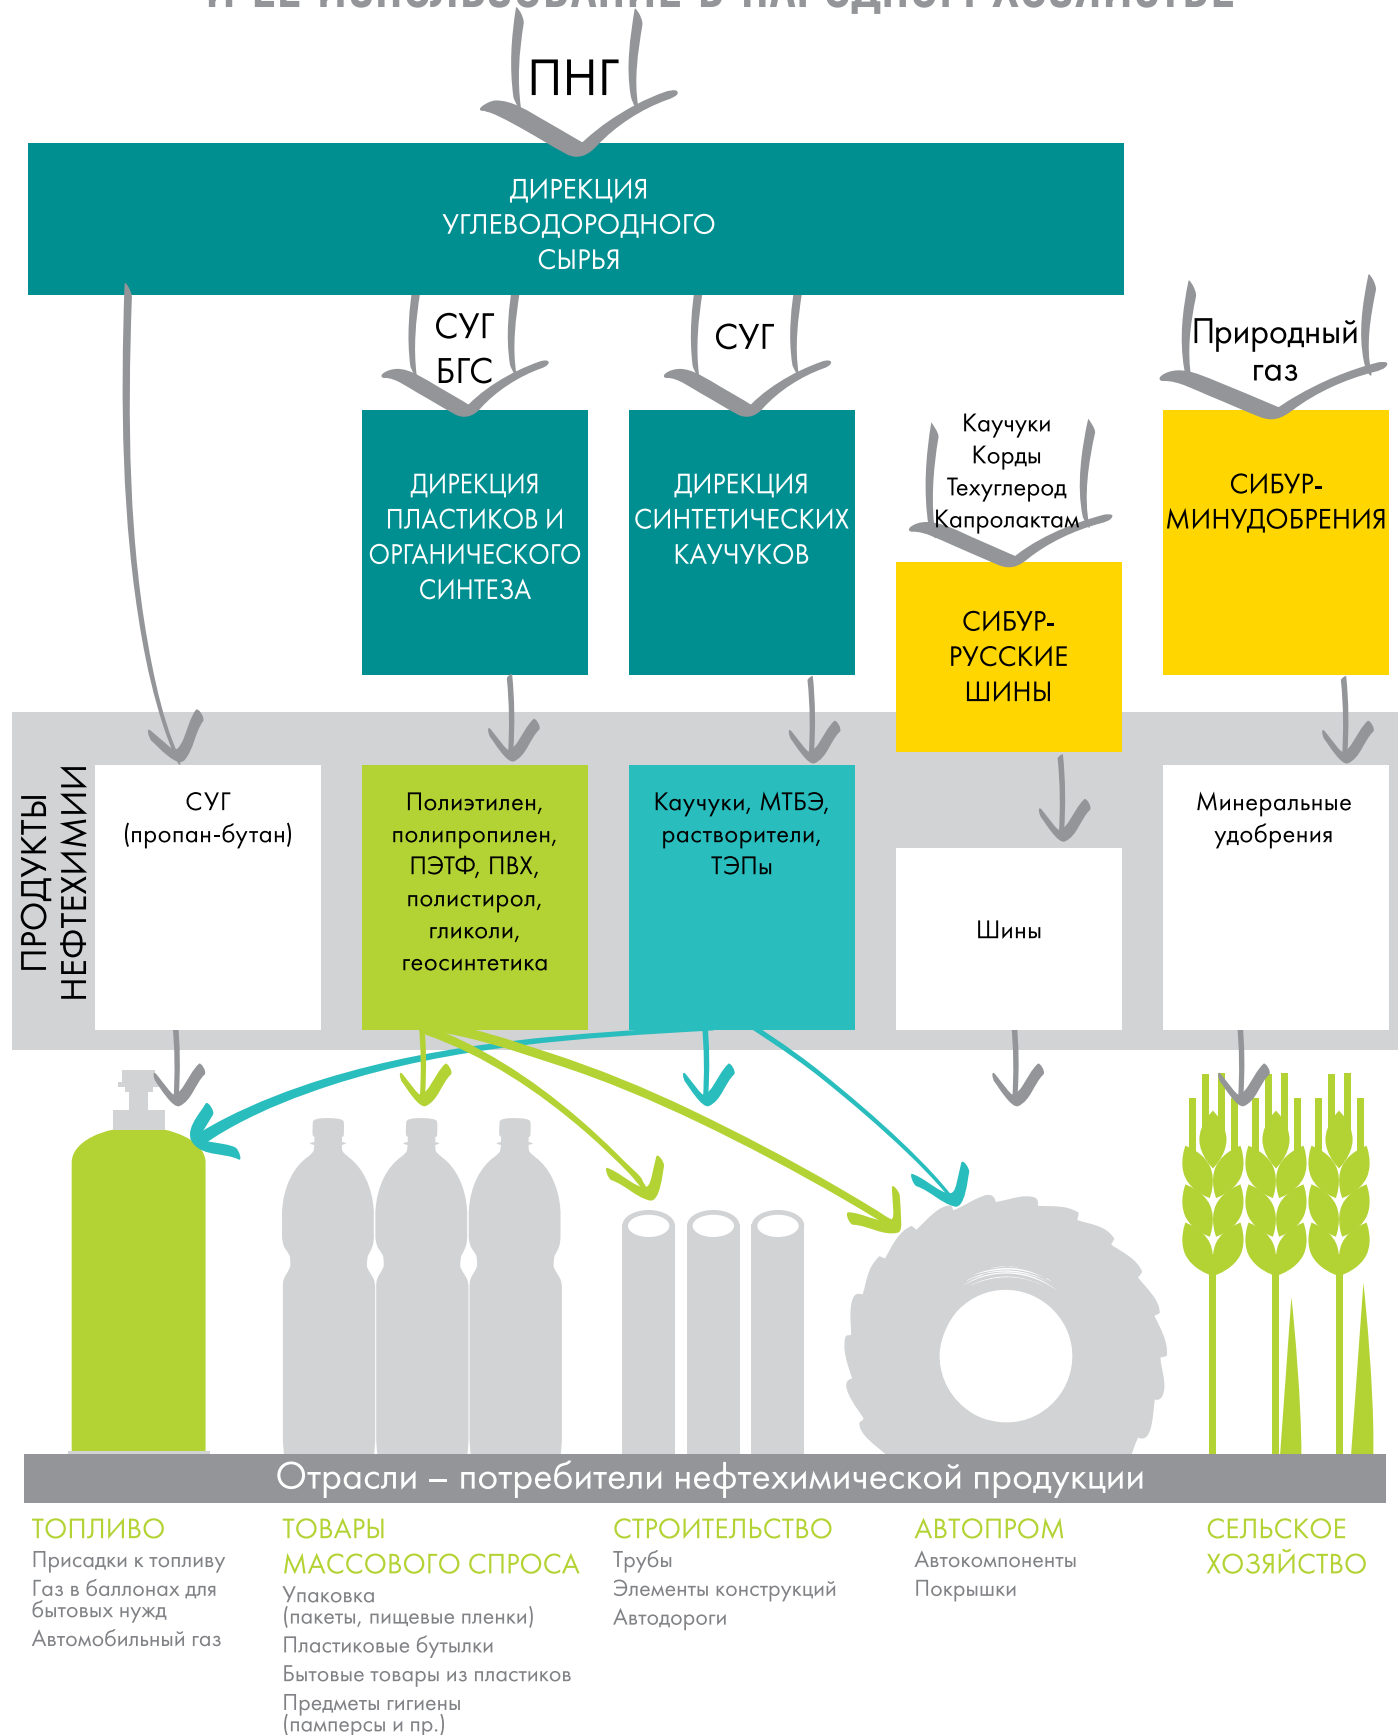 И ЕЕ ИСПОЛЬЗОВАНИЕ В НАРОДНОМ ХОЗЯЙСТВЕ
ПНГ
ДИРЕКЦИЯ
УГЛЕВОДОРОДНОГО
СЫРЬЯ
СУГ
БГС
СУГ
Природный
газ
Каучуки
Корды
Техуглерод
Капролактам
ДИРЕКЦИЯ
ПЛАСТИКОВ И
ОРГАНИЧЕСКОГО
СИНТЕЗА
ДИРЕКЦИЯ
СИНТЕТИЧЕСКИХ
КАУЧУКОВ
СИБУР-
РУССКИЕ
ШИНЫ
СИБУР-
МИНУДОБРЕНИЯ
ПРОДУКТЫ
НЕФТЕХИМИИ
СУГ
(пропан-бутан)
Полиэтилен,
полипропилен,
ПЭТФ, ПВХ,
полистирол,
гликоли,
геосинтетика
Каучуки, МТБЭ,
растворители,
ТЭПы
Шины
Минеральные
удобрения
Отрасли – потребители нефтехимической продукции
ТОПЛИВО
Присадки к топливу
Газ в баллонах для
бытовых нужд
Автомобильный газ
ТОВАРЫ
МАССОВОГО СПРОСА
Упаковка
(пакеты, пищевые пленки)
Пластиковые бутылки
Бытовые товары из пластиков
Предметы гигиены
(памперсы и пр.)
СТРОИТЕЛЬСТВО
Трубы
Элементы конструкций
Автодороги
АВТОПРОМ
Автокомпоненты
Покрышки
СЕЛЬСКОЕ
ХОЗЯЙСТВО